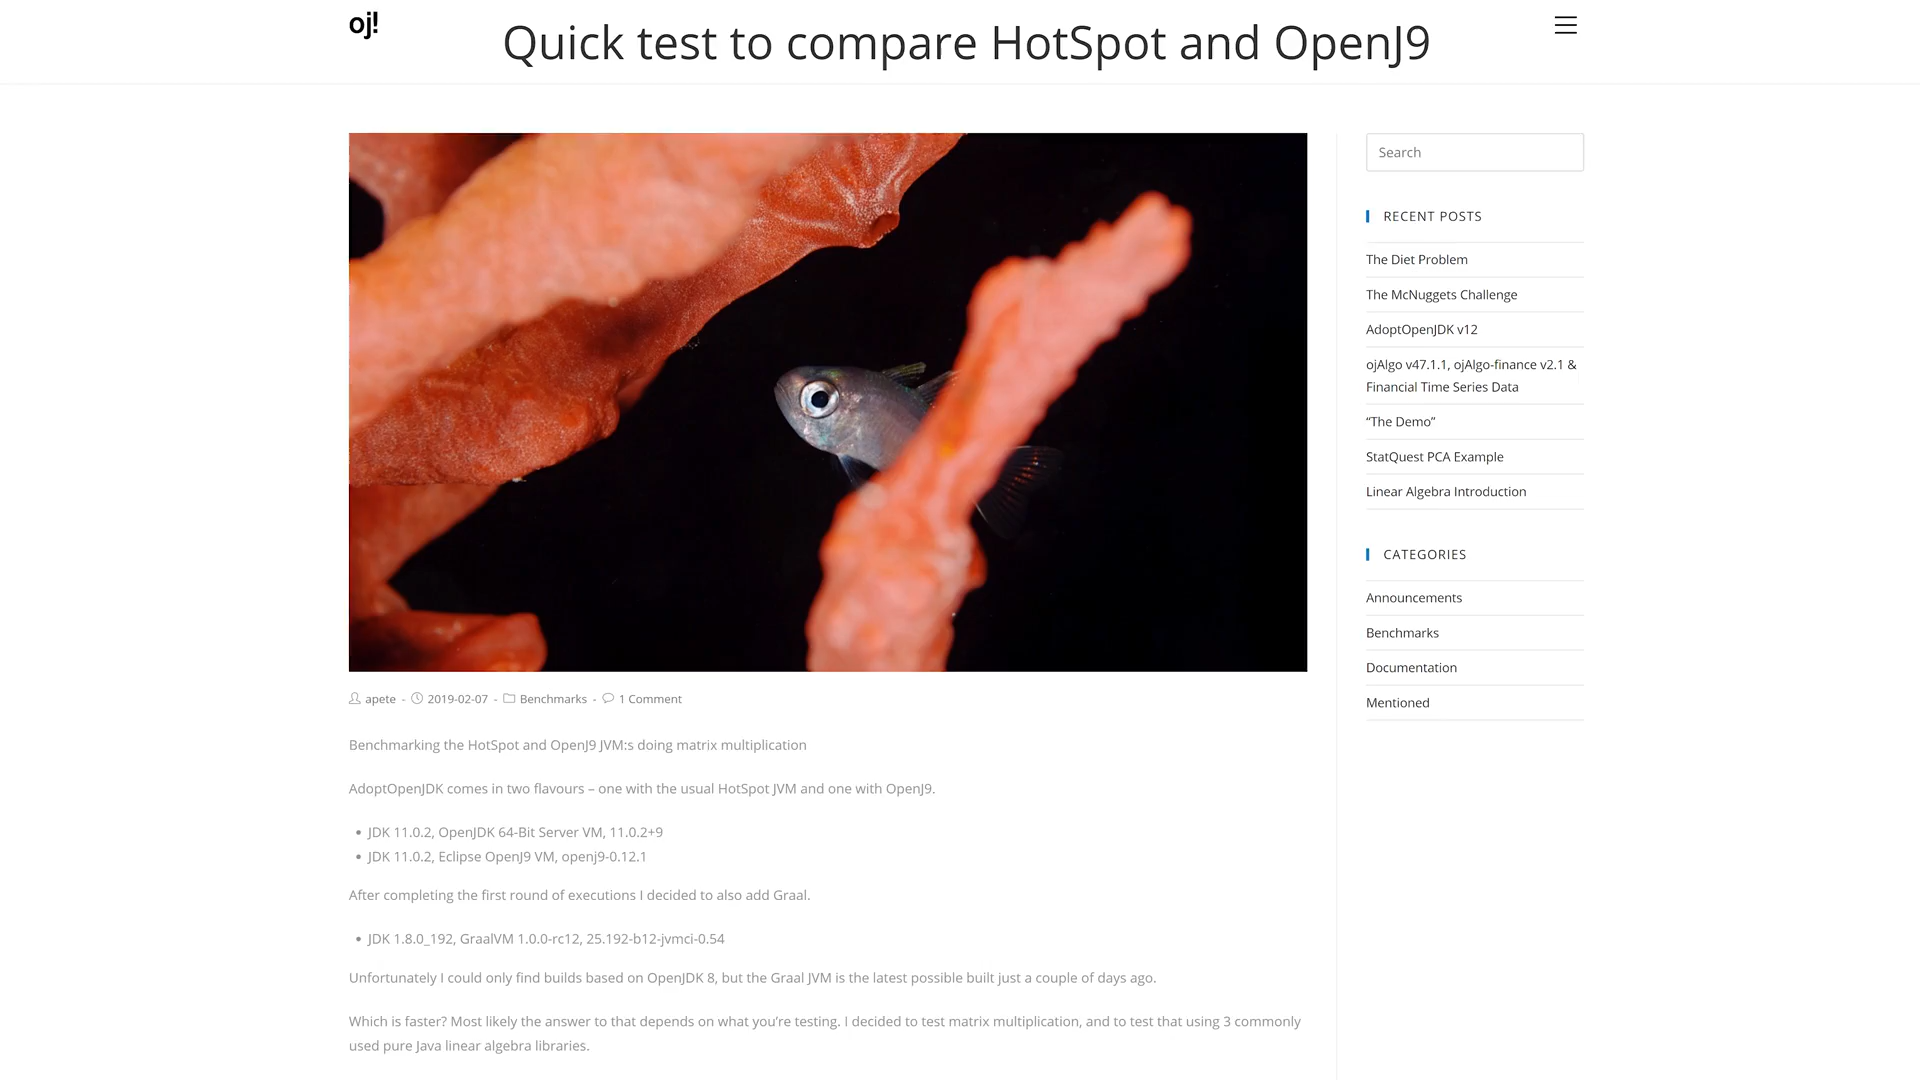 oj!
Quick test to compare HotSpot and OpenJ9
apete - 2019-02-07 - Benchmarks - 1 Comment
Benchmarking the HotSpot and OpenJ9 JVM:s doing matrix multiplication
AdoptOpenJDK comes in two flavours – one with the usual HotSpot JVM and one with OpenJ9.
• JDK 11.0.2, OpenJDK 64-Bit Server VM, 11.0.2+9
• JDK 11.0.2, Eclipse OpenJ9 VM, openj9-0.12.1
After completing the first round of executions I decided to also add Graal.
• JDK 1.8.0_192, GraalVM 1.0.0-rc12, 25.192-b12-jvmci-0.54
Unfortunately I could only find builds based on OpenJDK 8, but the Graal JVM is the latest possible built just a couple of days ago.
Which is faster? Most likely the answer to that depends on what you’re testing. I decided to test matrix multiplication, and to test that using 3 commonly
used pure Java linear algebra libraries.
Search
RECENT POSTS
The Diet Problem
The McNuggets Challenge
AdoptOpenJDK v12
ojAlgo v47.1.1, ojAlgo-finance v2.1 &
Financial Time Series Data
“The Demo”
StatQuest PCA Example
Linear Algebra Introduction
CATEGORIES
Announcements
Benchmarks
Documentation
Mentioned